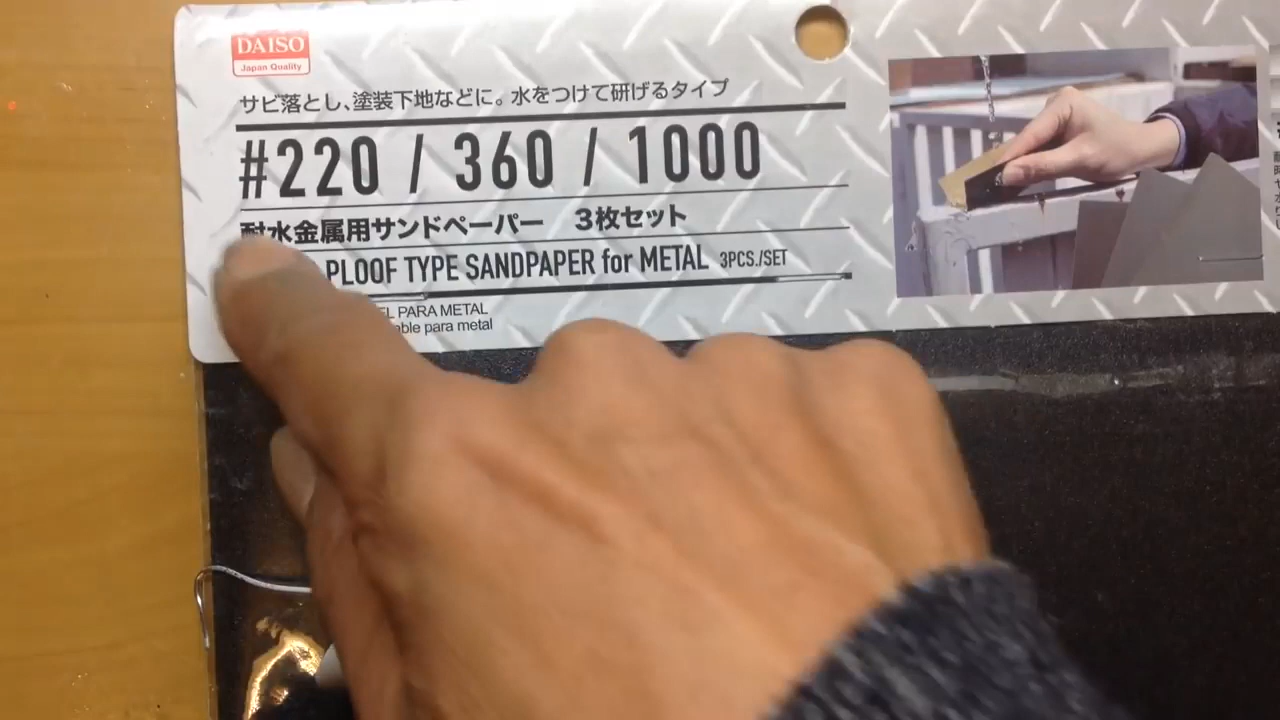 DAISO
Japan Quality
サビ落とし、塗装下地などに。水をつけて研げるタイプ
#220 / 360 / 1000
耐水金属用サンドペーパー 3枚セット
PLOOF TYPE SANDPAPER for METAL 3PCS./SET
PARA METAL
para metal